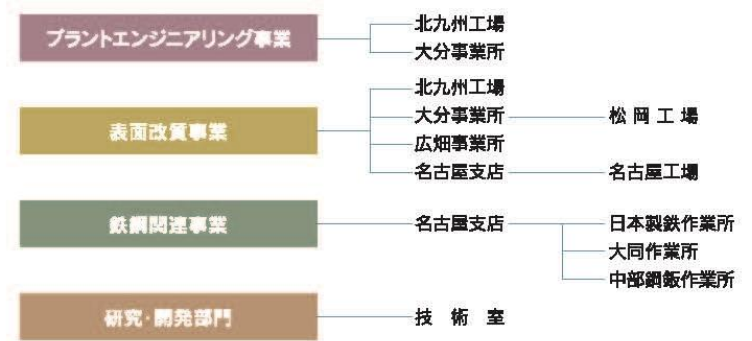 プラントエンジニアリング事業
北九州工場
大分事業所
表面改質事業
北九州工場
大分事業所 松岡工場
広畑事業所
名古屋支店 名古屋工場
鉄鋼関連事業
名古屋支店 日本製鉄作業所
大同作業所
中部鋼鈑作業所
研究・開発部門
技術室